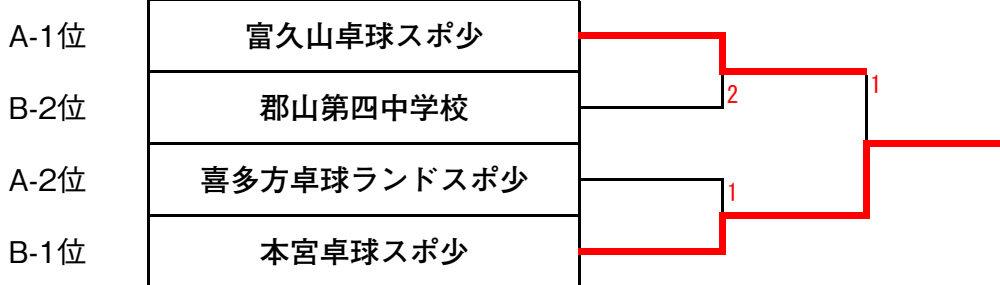 A-1位 富久山卓球スポ少
1
2
B-2位 郡山第四中学校
A-2位 喜多方卓球ランドスポ少
1
B-1位 本宮卓球スポ少